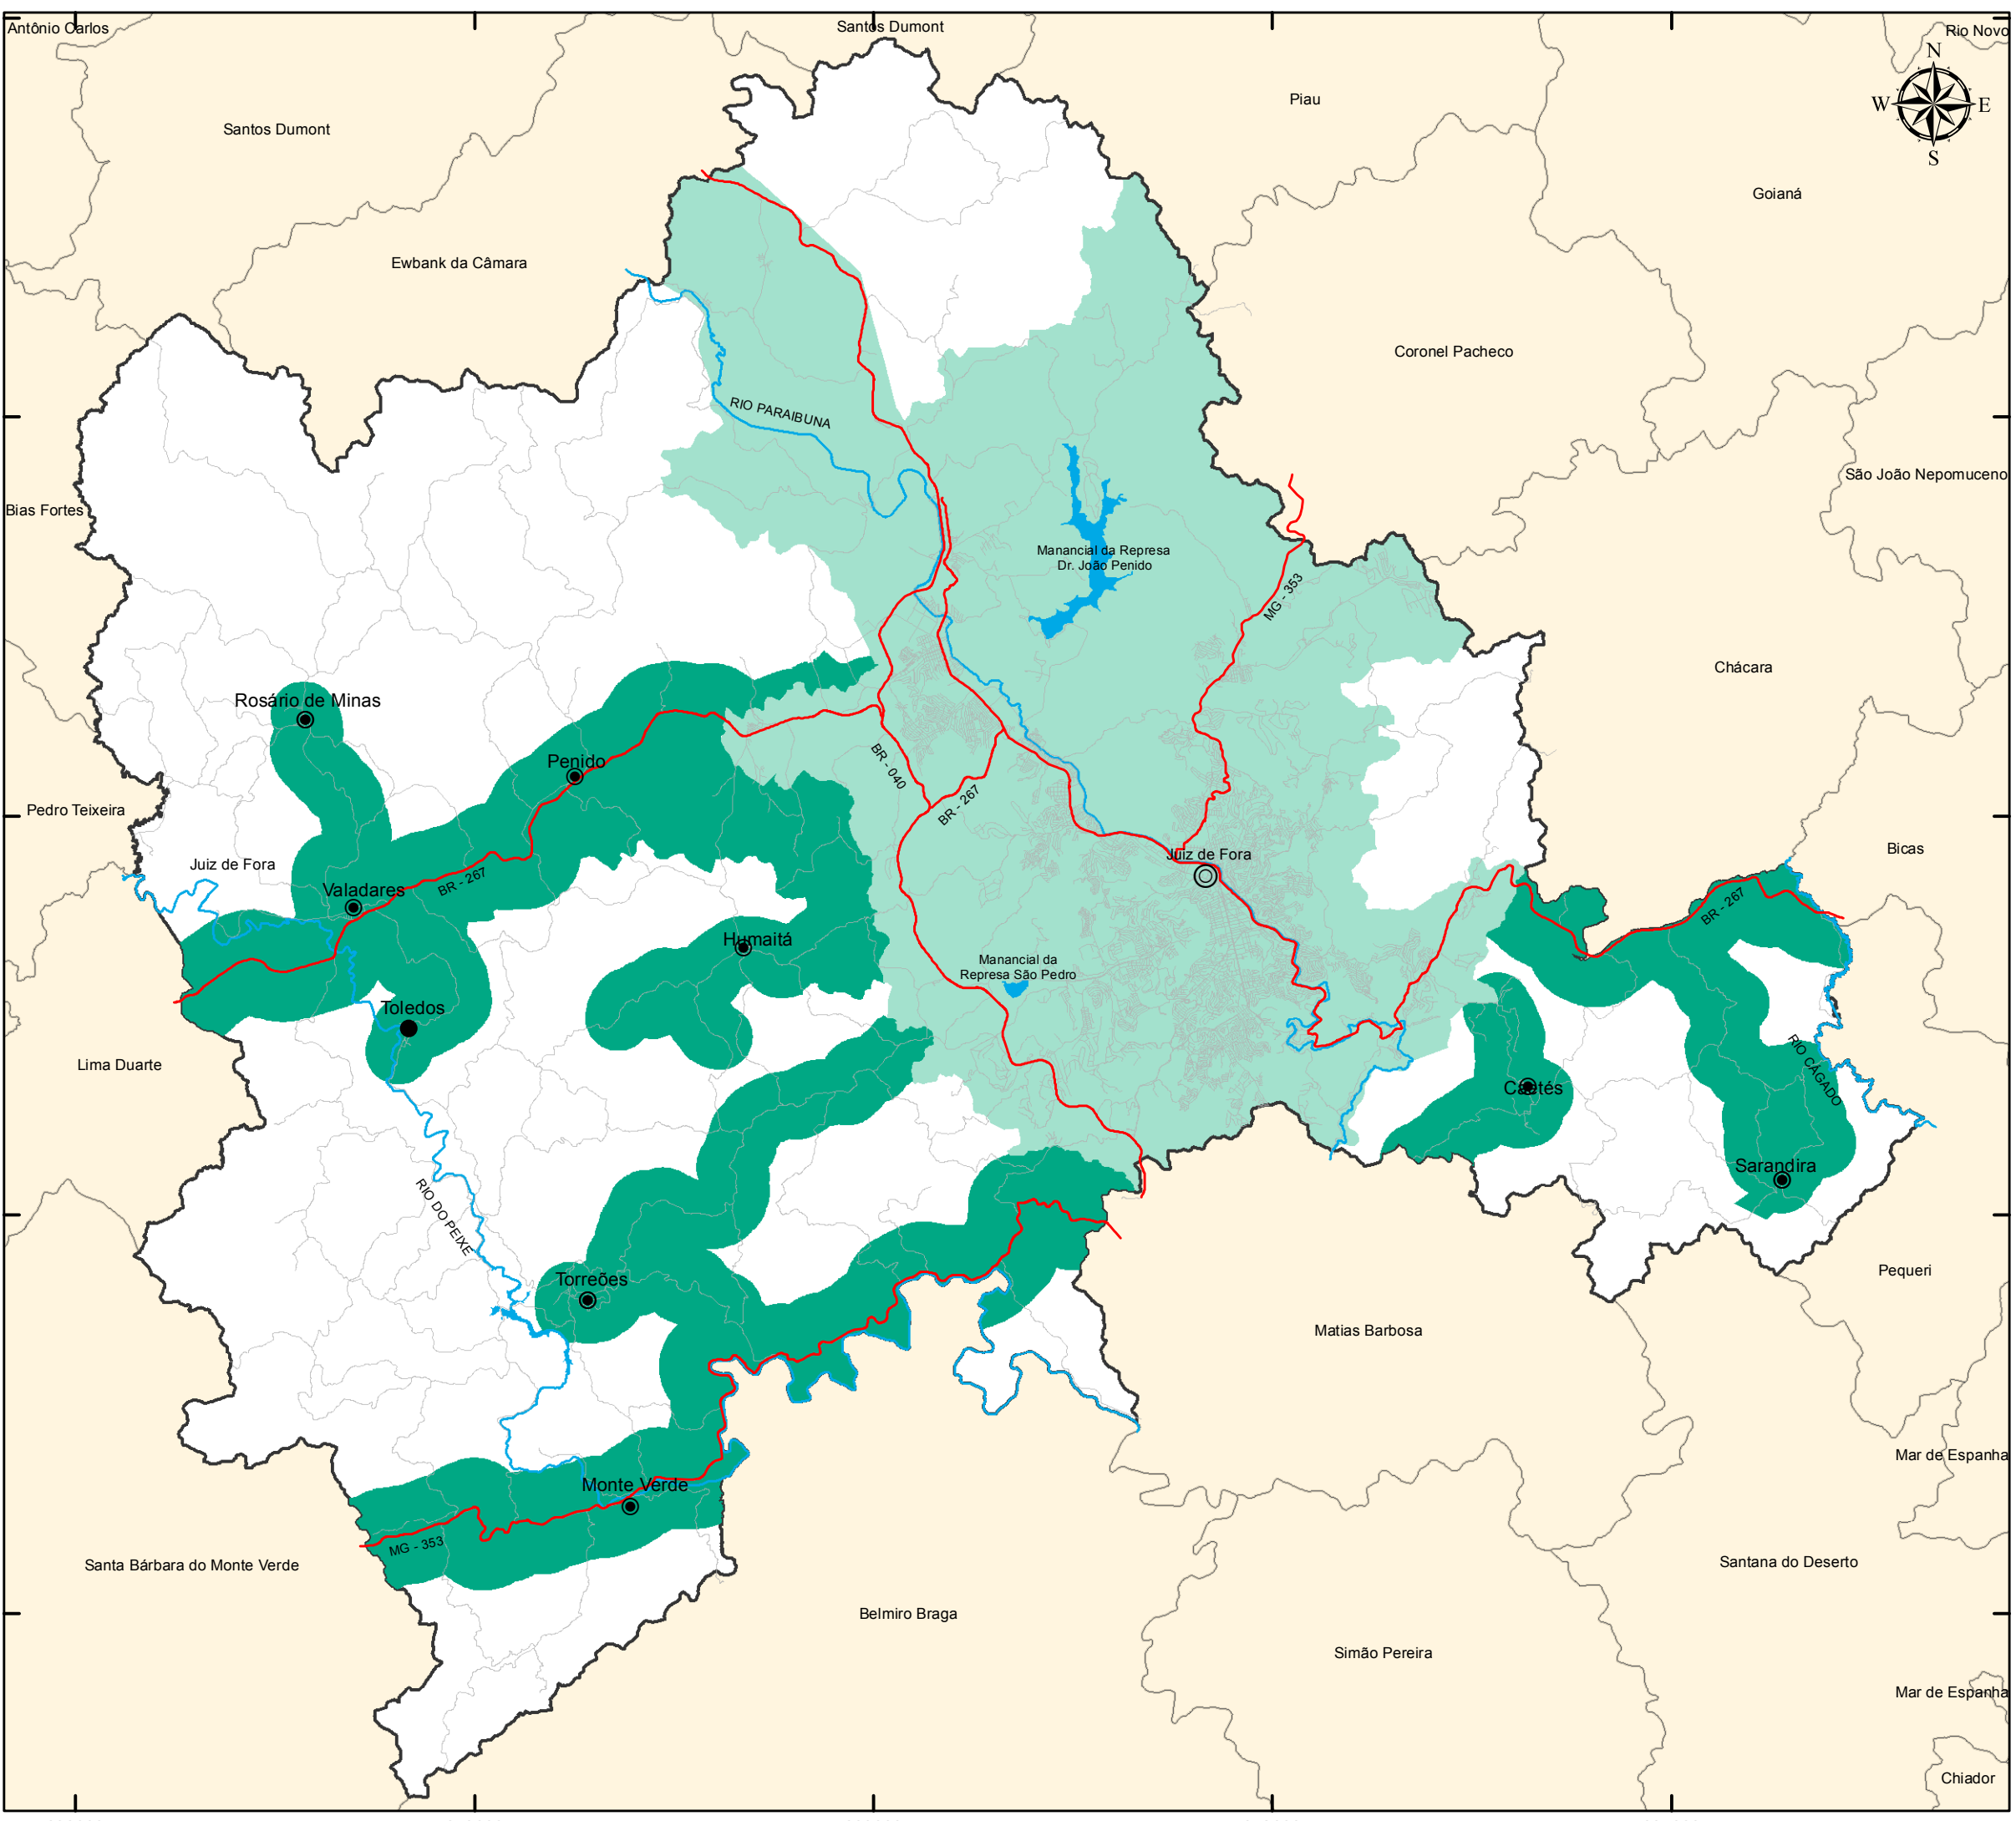 Antônio Carlos
Santos Dumont
Rio Novo
N
W
E
S
Piau
Santos Dumont
Goianá
Ewbank da Câmara
Coronel Pacheco
RIO PARAIBUNA
São João Nepomuceno
Bias Fortes
Manancial da Represa
Dr. João Penido
MG - 353
Chácara
Rosário de Minas
Penido
BR - 040
BR - 267
Pedro Teixeira
Juiz de Fora
Juiz de Fora
Bicas
Valadares
BR - 267
BR - 267
Humaitá
Manancial da
Represa São Pedro
Toledos
Lima Duarte
RIO CÁGADO
Caetés
Sarandira
RIO DO PEIXE
Torreões
Pequeri
Matias Barbosa
Mar de Espanha
Monte Verde
MG - 353
Santa Bárbara do Monte Verde
Santana do Deserto
Belmiro Braga
Simão Pereira
Mar de Espanha
Chiador